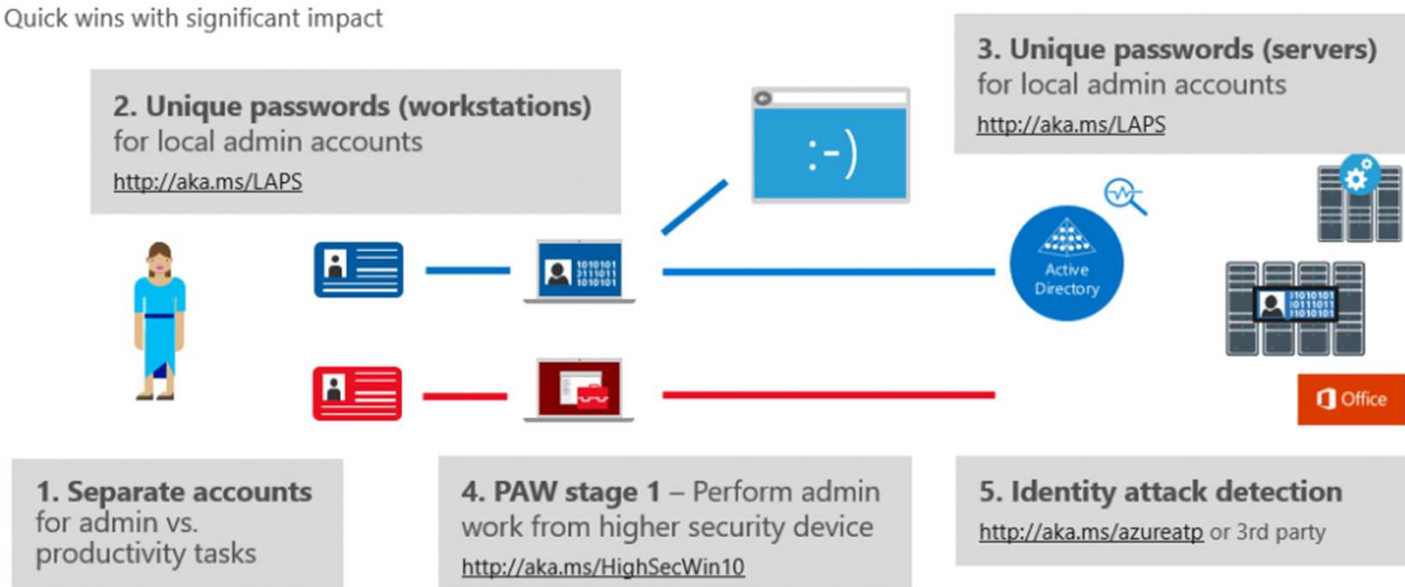 Quick wins with significant impact
2. Unique passwords (workstations)
for local admin accounts
http://aka.ms/LAPS
3. Unique passwords (servers)
for local admin accounts
http://aka.ms/LAPS
:-)
1010101
0111011
1010101
Active
Directory
1010101
0111011
1010101
Office
1. Separate accounts
for admin vs.
productivity tasks
4. PAW stage 1 – Perform admin
work from higher security device
http://aka.ms/HighSecWin10
5. Identity attack detection
http://aka.ms/azureatp or 3rd party